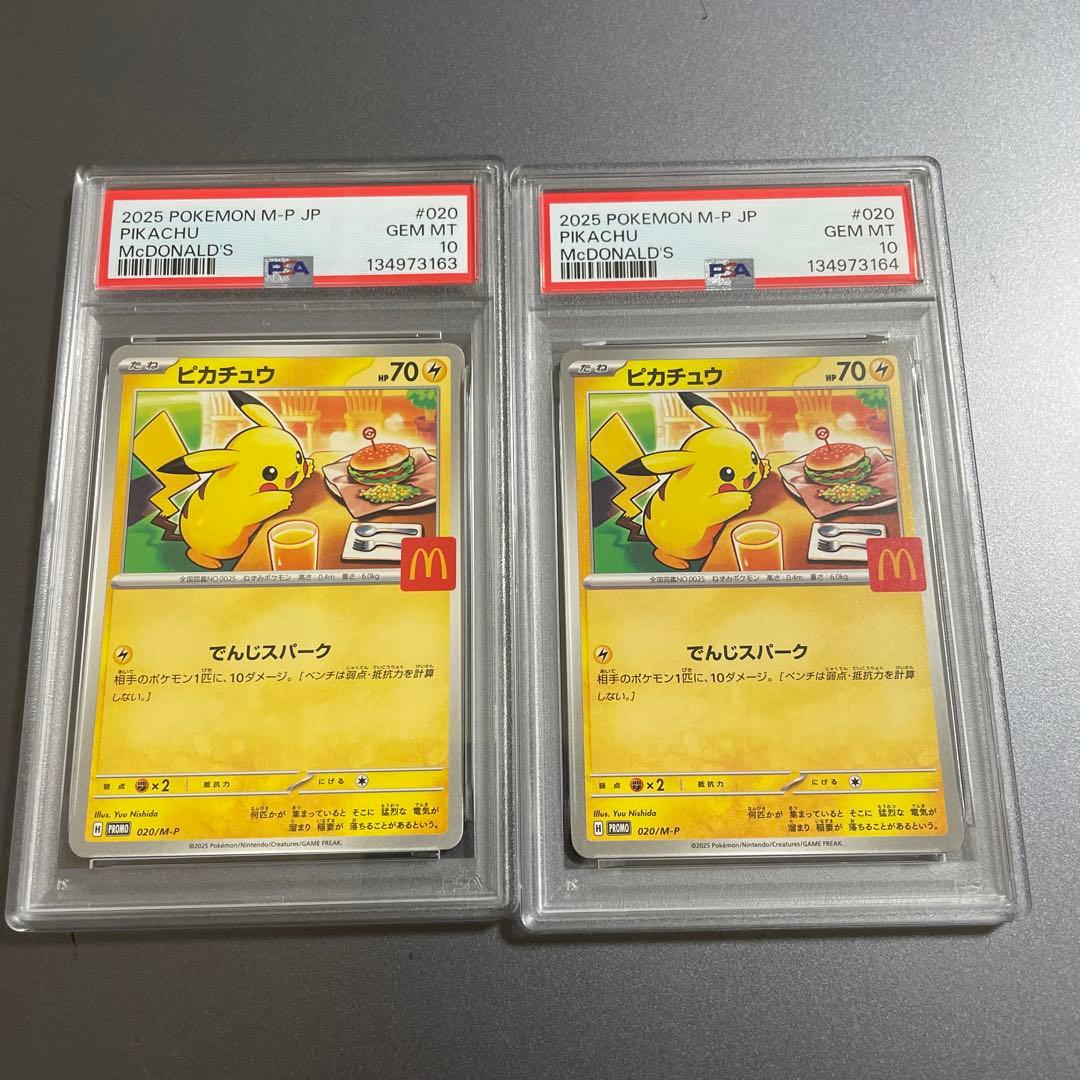 2025 POKEMON M-P JP #020
PIKACHU GEM MT
McDONALD'S 10
PSA 134973163
たね ピカチュウ HP 70
全国図鑑NO.0025 ねずみポケモン 高さ:0.4m 重さ:6.0kg
でんじスパーク
相手のポケモン1匹に、10ダメージ。[ベンチは弱点・抵抗力を計算
しない。]
弱点 ×2 抵抗力 にげる
Illus. Yuu Nishida
何匹かが 集まっていると そこに 猛烈な 電気が
溜まり 稲妻が 落ちることがあるという。
H PROMO 020/M-P
©2025 Pokémon/Nintendo/Creatures/GAME FREAK.
PSA
2025 POKEMON M-P JP #020
PIKACHU GEM MT
McDONALD'S 10
PSA 134973164
たね ピカチュウ HP 70
全国図鑑NO.0025 ねずみポケモン 高さ:0.4m 重さ:6.0kg
でんじスパーク
相手のポケモン1匹に、10ダメージ。[ベンチは弱点・抵抗力を計算
しない。]
弱点 ×2 抵抗力 にげる
Illus. Yuu Nishida
何匹かが 集まっていると そこに 猛烈な 電気が
溜まり 稲妻が 落ちることがあるという。
H PROMO 020/M-P
©2025 Pokémon/Nintendo/Creatures/GAME FREAK.